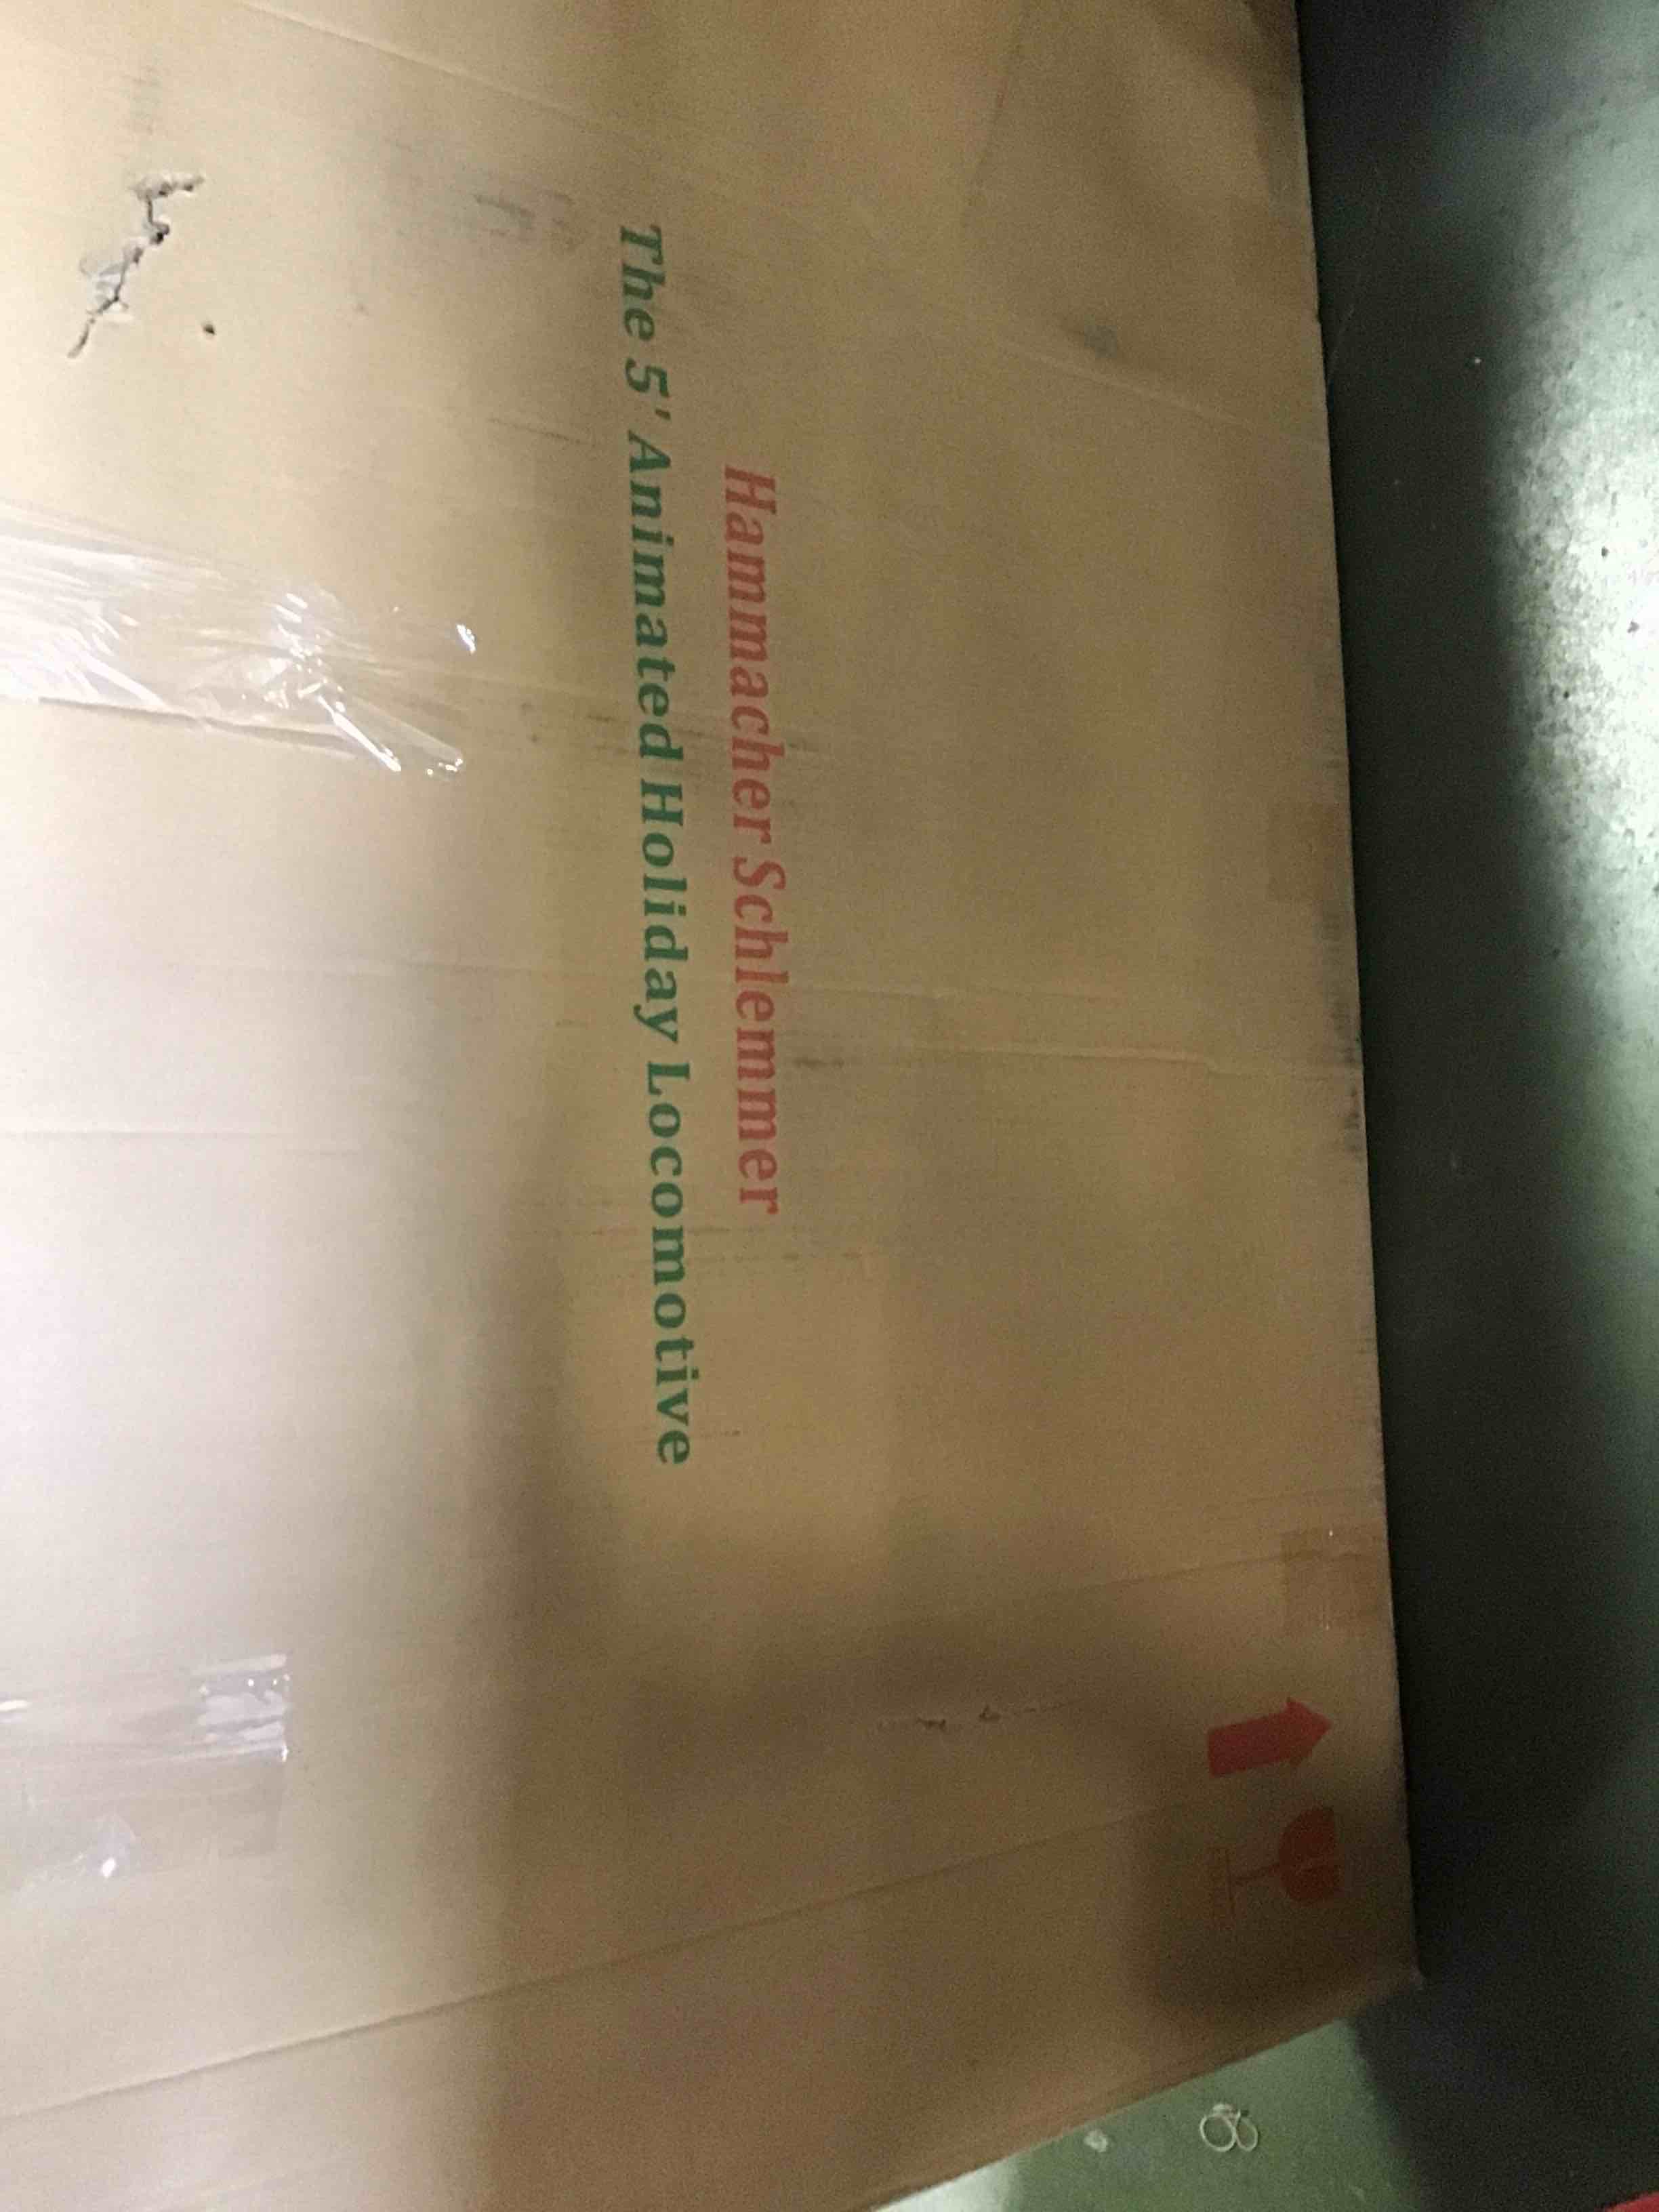 Hammacher Schlemmer
The 5' Animated Holiday Locomotive